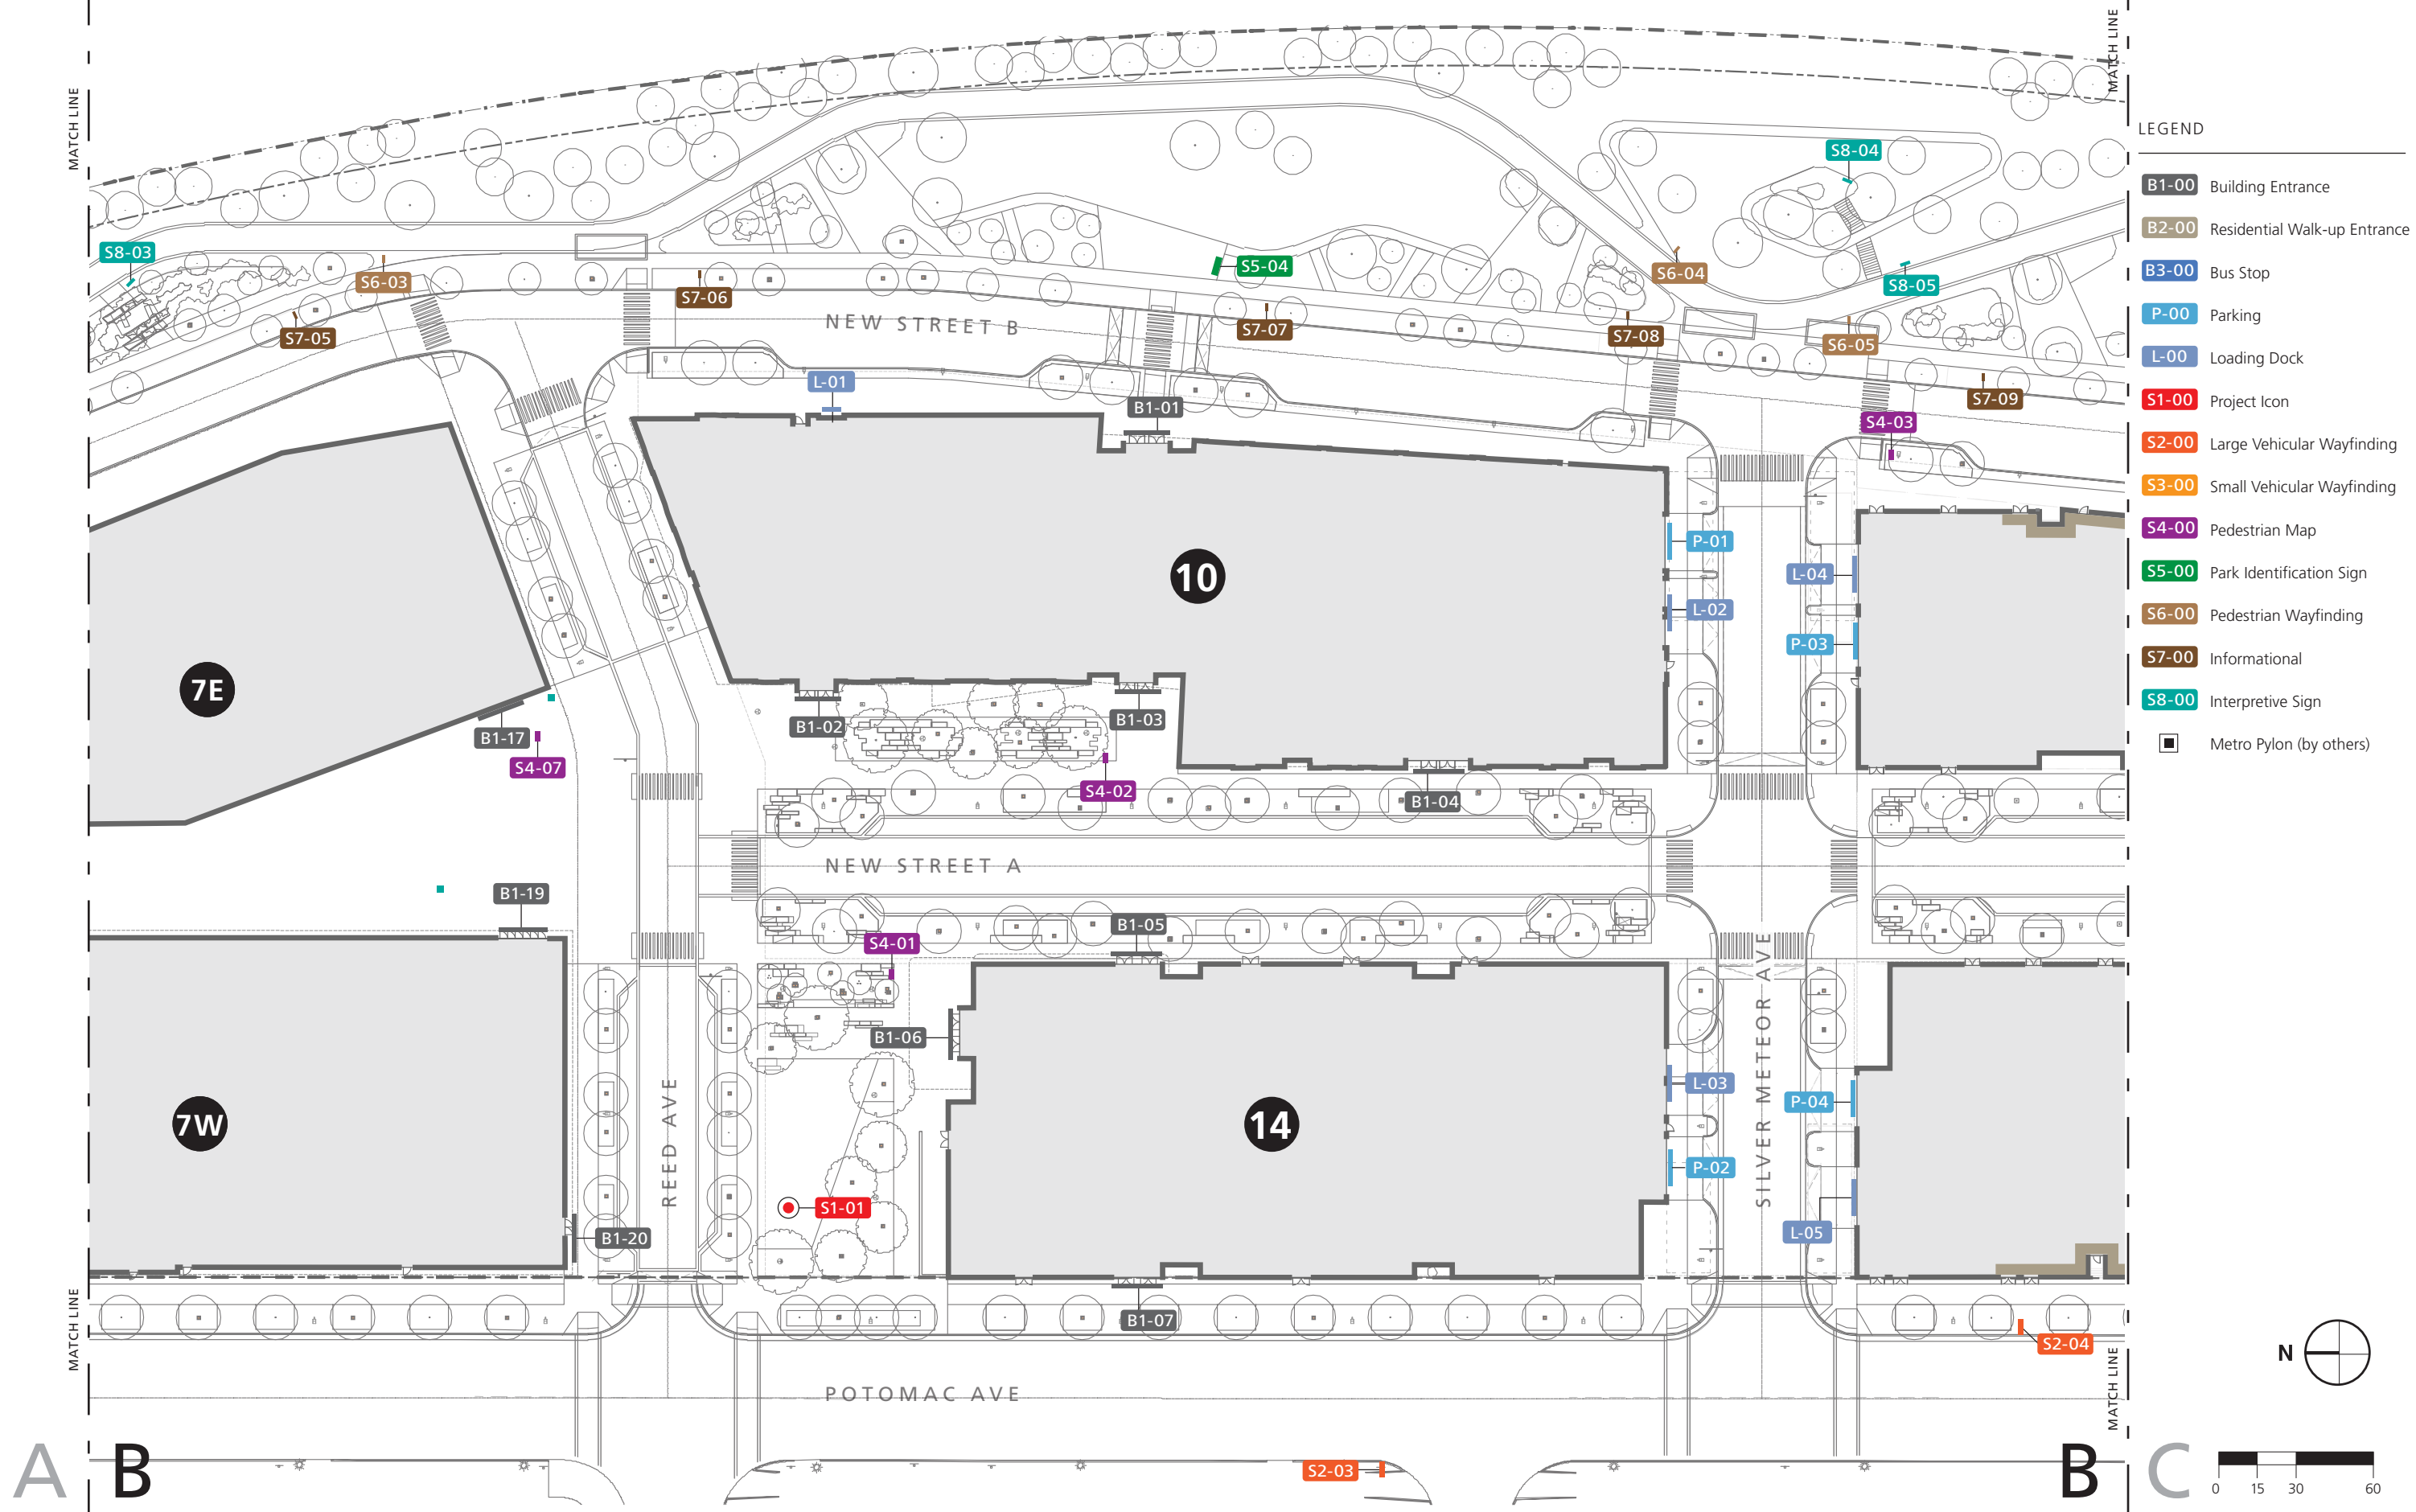 MATCH LINE
MATCH LINE
LEGEND
B1-00 Building Entrance
B2-00 Residential Walk-up Entrance
B3-00 Bus Stop
P-00 Parking
L-00 Loading Dock
S1-00 Project Icon
S2-00 Large Vehicular Wayfinding
S3-00 Small Vehicular Wayfinding
S4-00 Pedestrian Map
S5-00 Park Identification Sign
S6-00 Pedestrian Wayfinding
S7-00 Informational
S8-00 Interpretive Sign
Metro Pylon (by others)
S8-04
S8-03
S6-03
S5-04
S6-04
S8-05
S7-06
S7-05
NEW STREET B
S7-07
S7-08
S6-05
L-01
B1-01
S7-09
S4-03
P-01
10
L-04
L-02
P-03
7E
B1-02
B1-03
B1-17
S4-07
S4-02
B1-04
NEW STREET A
B1-19
B1-05
S4-01
B1-06
SILVER METEOR AVE
L-03
P-04
7W
14
REED AVE
P-02
S1-01
L-05
B1-20
B1-07
S2-04
MATCH LINE
MATCH LINE
N
POTOMAC AVE
S2-03
A B
B C
0 15 30 60